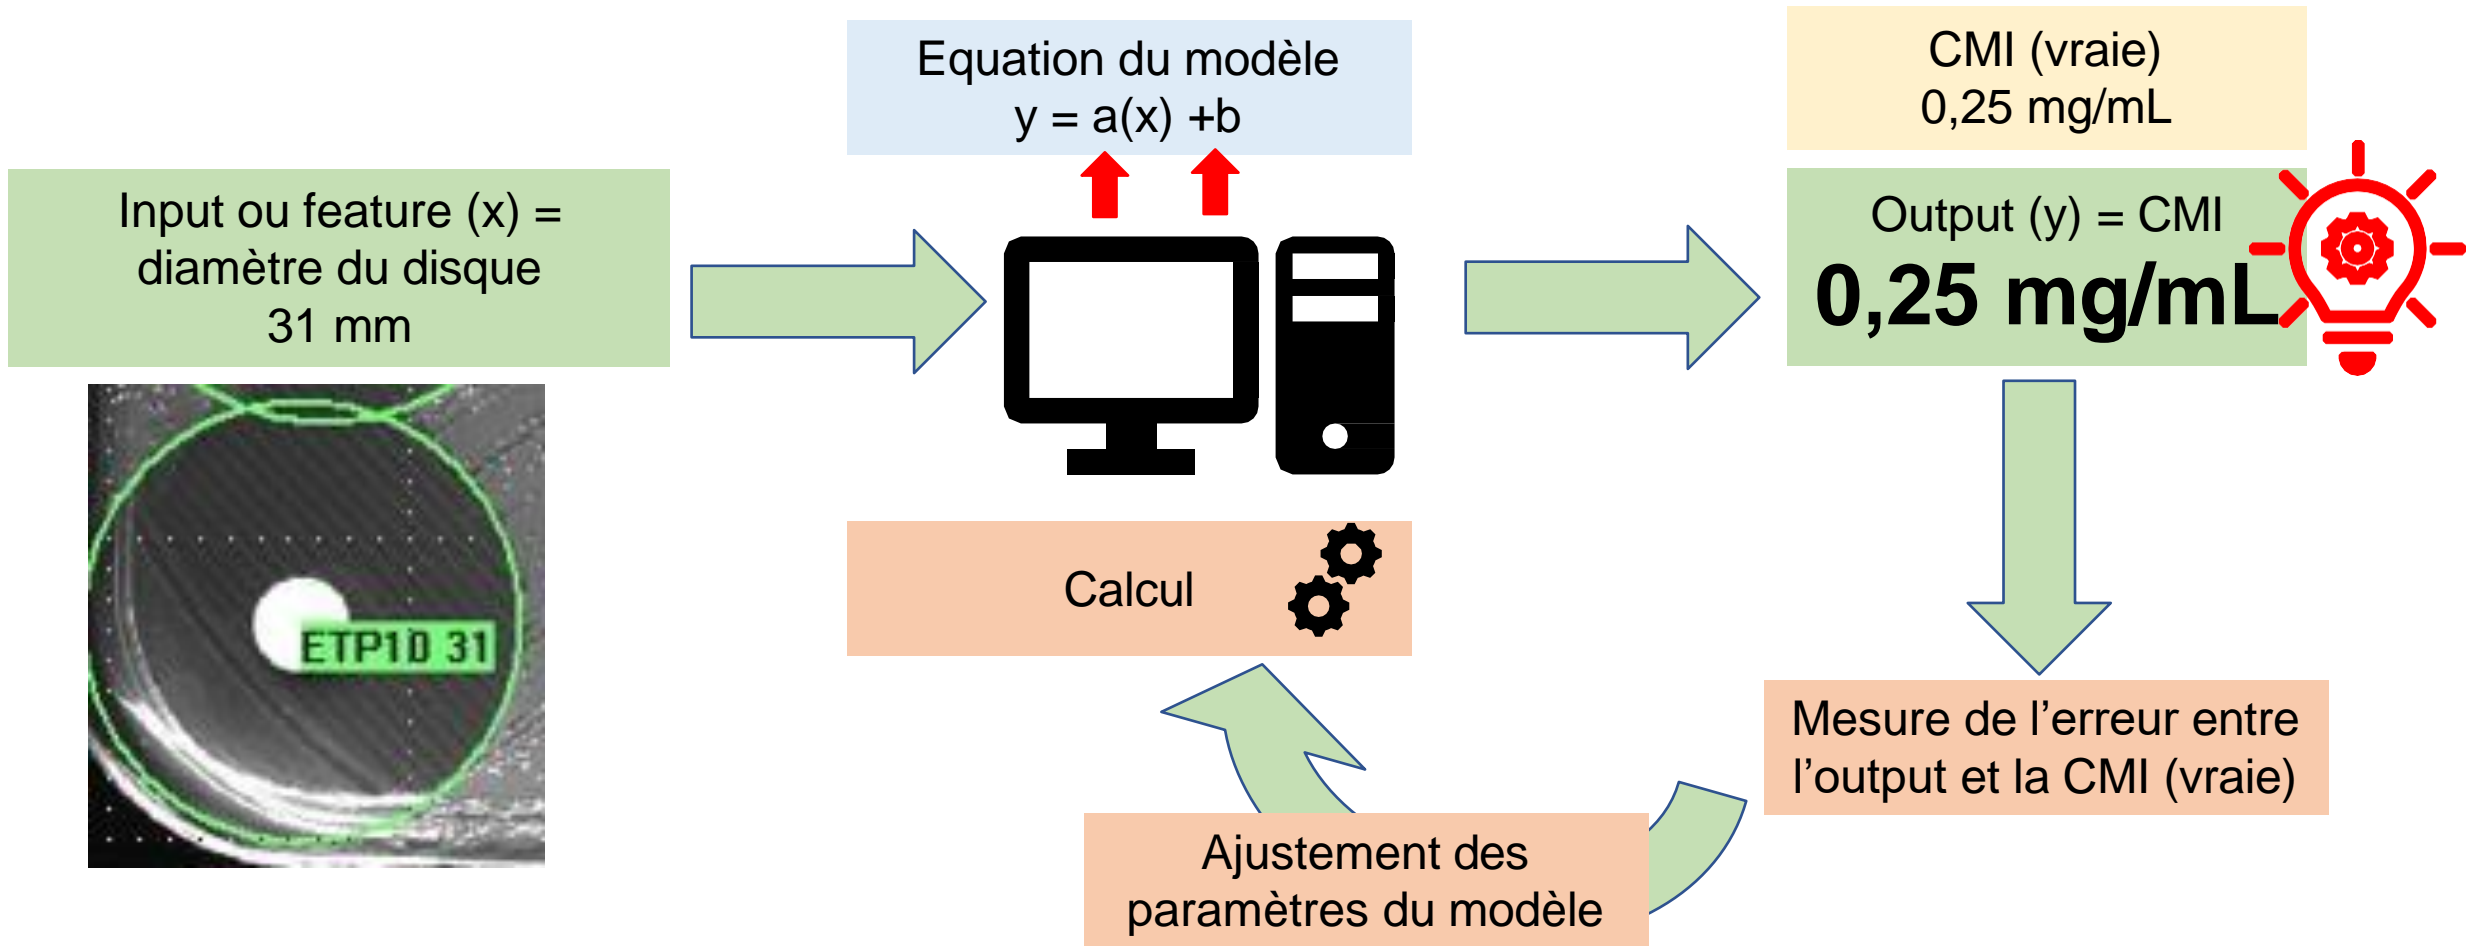 Equation du modèle
y = a(x) +b
CMI (vraie)
0,25 mg/mL
Input ou feature (x) =
diamètre du disque
31 mm
Output (y) = CMI
0,25 mg/mL
ETP10 31
Calcul
Mesure de l’erreur entre
l’output et la CMI (vraie)
Ajustement des
paramètres du modèle